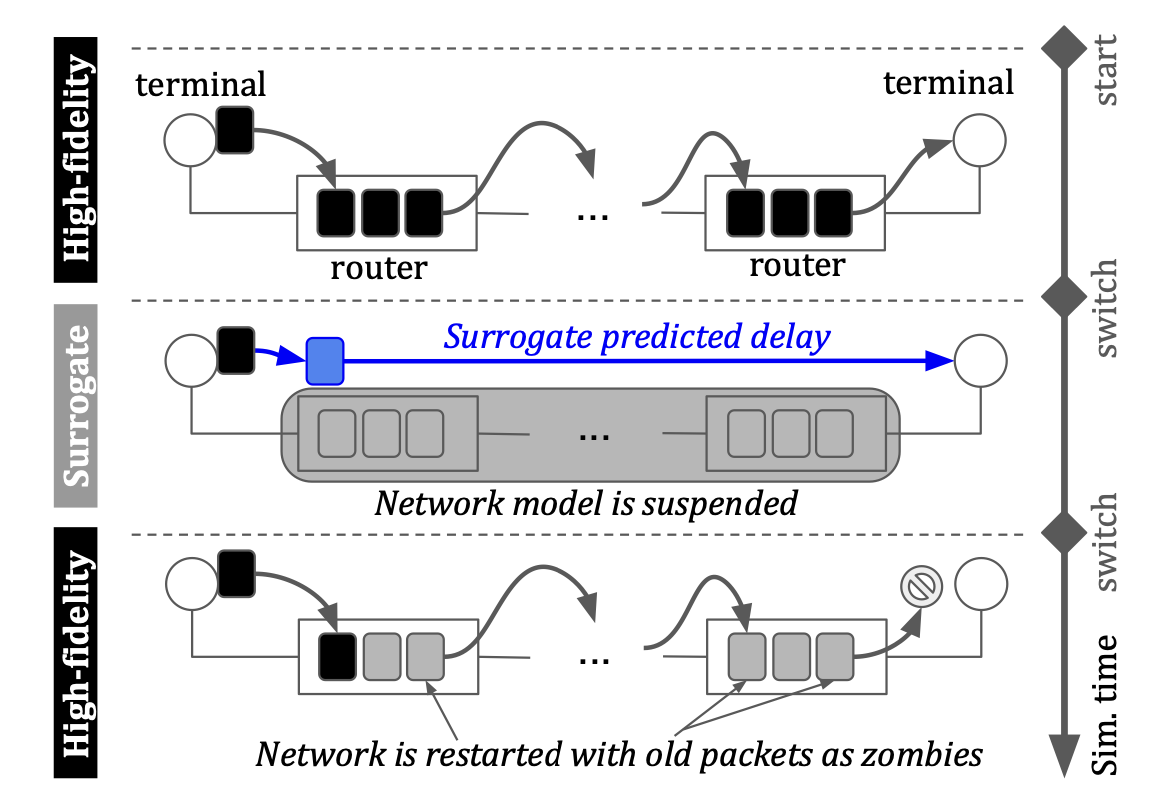 High-fidelity
terminal
terminal
start
...
router
router
switch
Surrogate
Surrogate predicted delay
...
Network model is suspended
switch
High-fidelity
...
Network is restarted with old packets as zombies
Sim. time